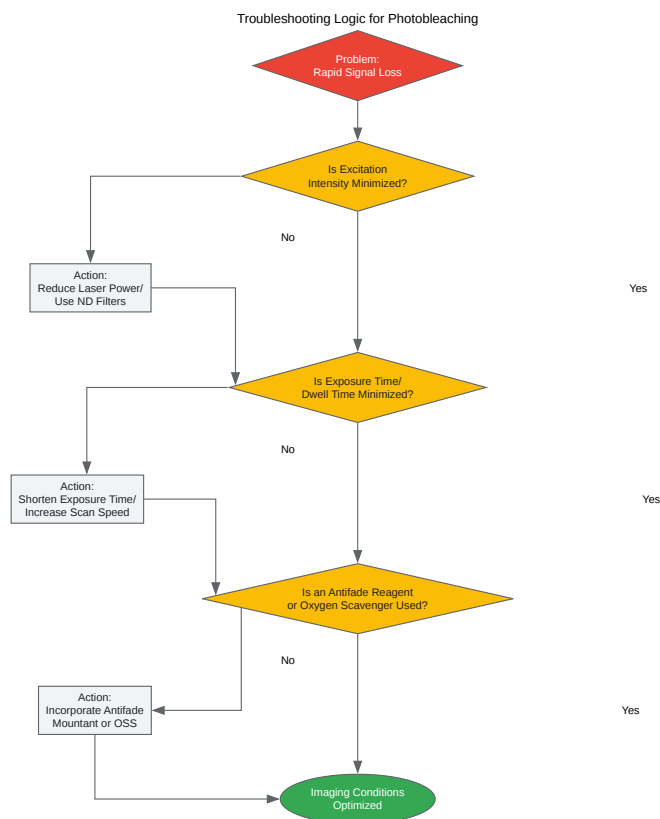 Troubleshooting Logic for Photobleaching
Problem:
Rapid Signal Loss
Is Excitation
Intensity Minimized?
No
Action:
Reduce Laser Power/
Use ND Filters
Yes
Is Exposure Time/
Dwell Time Minimized?
No
Action:
Shorten Exposure Time/
Increase Scan Speed
Yes
Is an Antifade Reagent
or Oxygen Scavenger Used?
No
Action:
Incorporate Antifade
Mountant or OSS
Yes
Imaging Conditions
Optimized